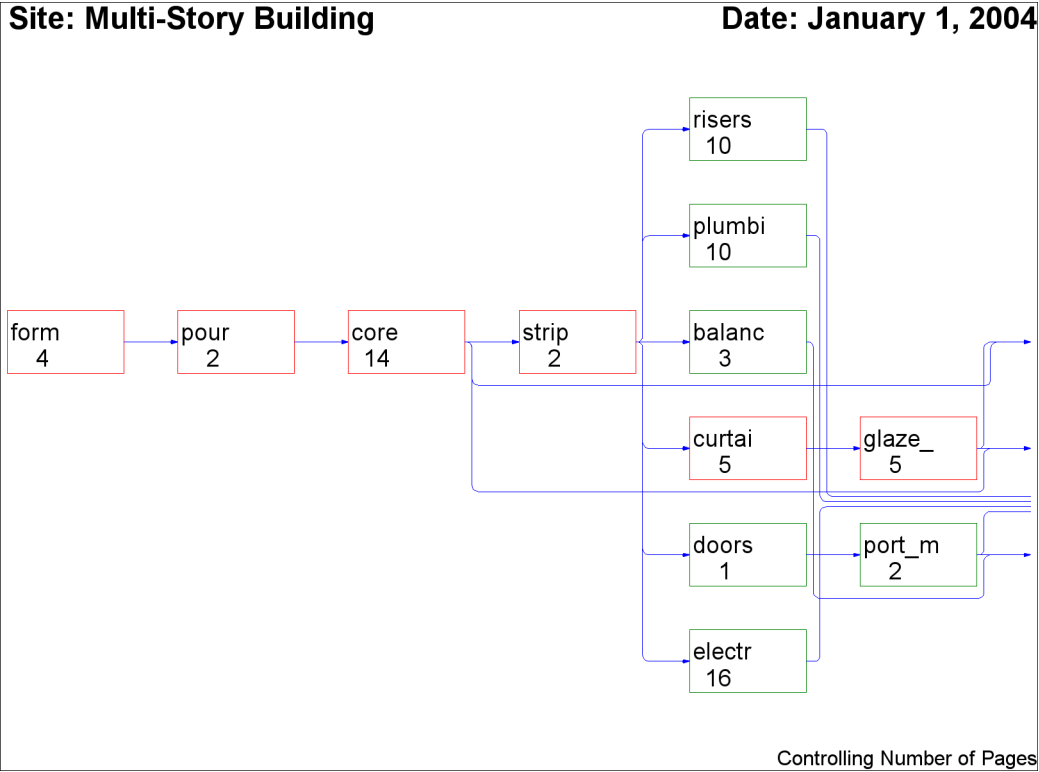 Site: Multi-Story Building
Date: January 1, 2004
risers
10
plumbi
10
form
4
pour
2
core
14
strip
2
balanc
3
curtai
5
glaze_
5
doors
1
port_m
2
electr
16
Controlling Number of Pages